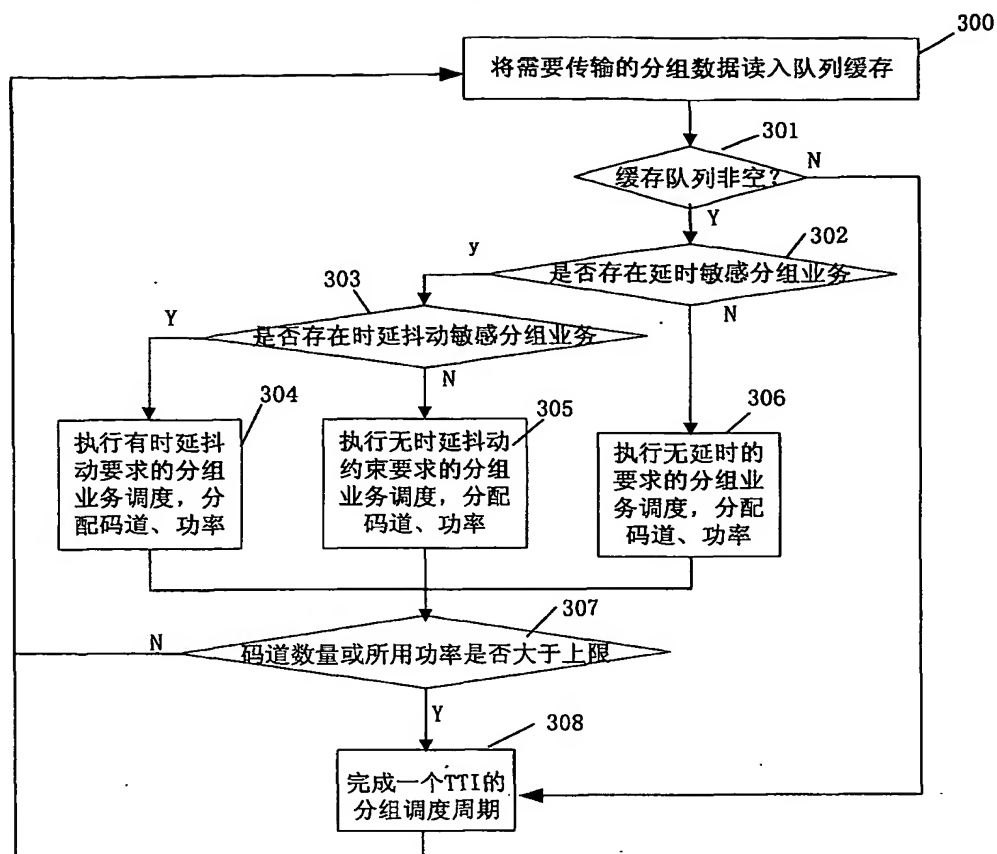 300
将需要传输的分组数据读入队列缓存
301
N
缓存队列非空?
Y
302
y
是否存在延时敏感分组业务
303
N
Y
是否存在时延抖动敏感分组业务
N
304
执行有时延抖
动要求的分组
业务调度，分
配码道、功率
305
执行无时延抖动
约束要求的分组
业务调度，分配
码道、功率
306
执行无延时的
要求的分组业
务调度，分配
码道、功率
307
N
码道数量或所用功率是否大于上限
Y
308
完成一个TTI的
分组调度周期